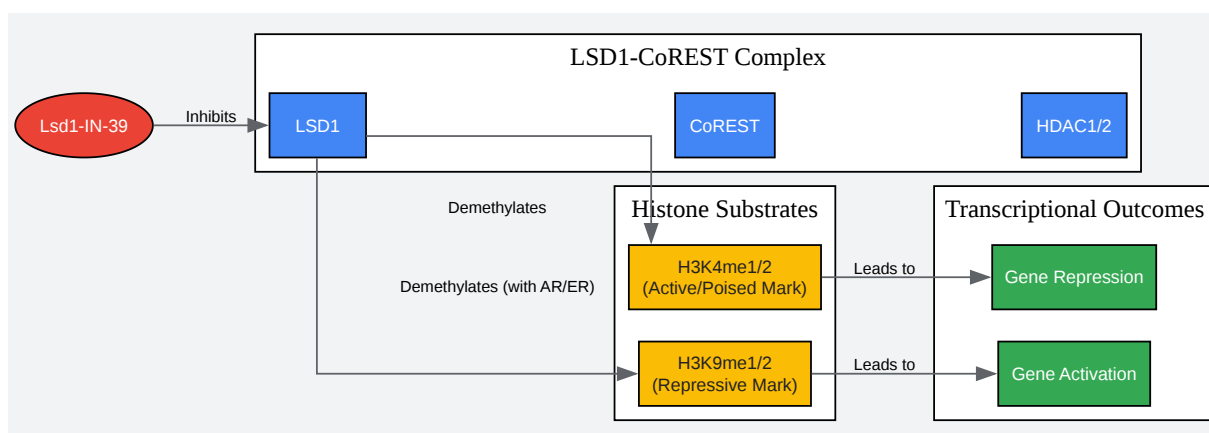 LSD1-CoREST Complex
Lsd1-IN-39
Inhibits
LSD1
CoREST
HDAC1/2
Demethylates
Histone Substrates
Transcriptional Outcomes
Demethylates (with AR/ER)
H3K4me1/2
(Active/Poised Mark)
Leads to
Gene Repression
H3K9me1/2
(Repressive Mark)
Leads to
Gene Activation